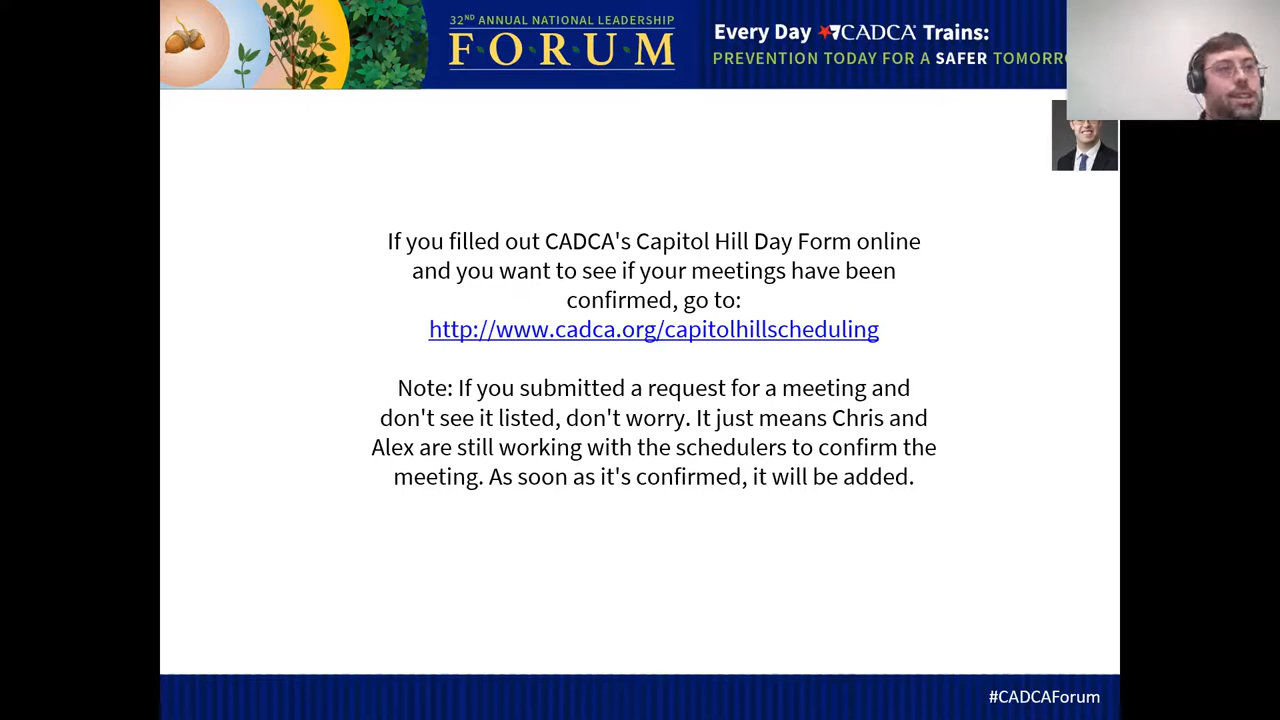 32ND ANNUAL NATIONAL LEADERSHIP
FORUM
Every Day CADCA Trains:
PREVENTION TODAY FOR A SAFER TOMORRO
If you filled out CADCA's Capitol Hill Day Form online
and you want to see if your meetings have been
confirmed, go to:
http://www.cadca.org/capitolhillscheduling
Note: If you submitted a request for a meeting and
don't see it listed, don't worry. It just means Chris and
Alex are still working with the schedulers to confirm the
meeting. As soon as it's confirmed, it will be added.
#CADCAForum